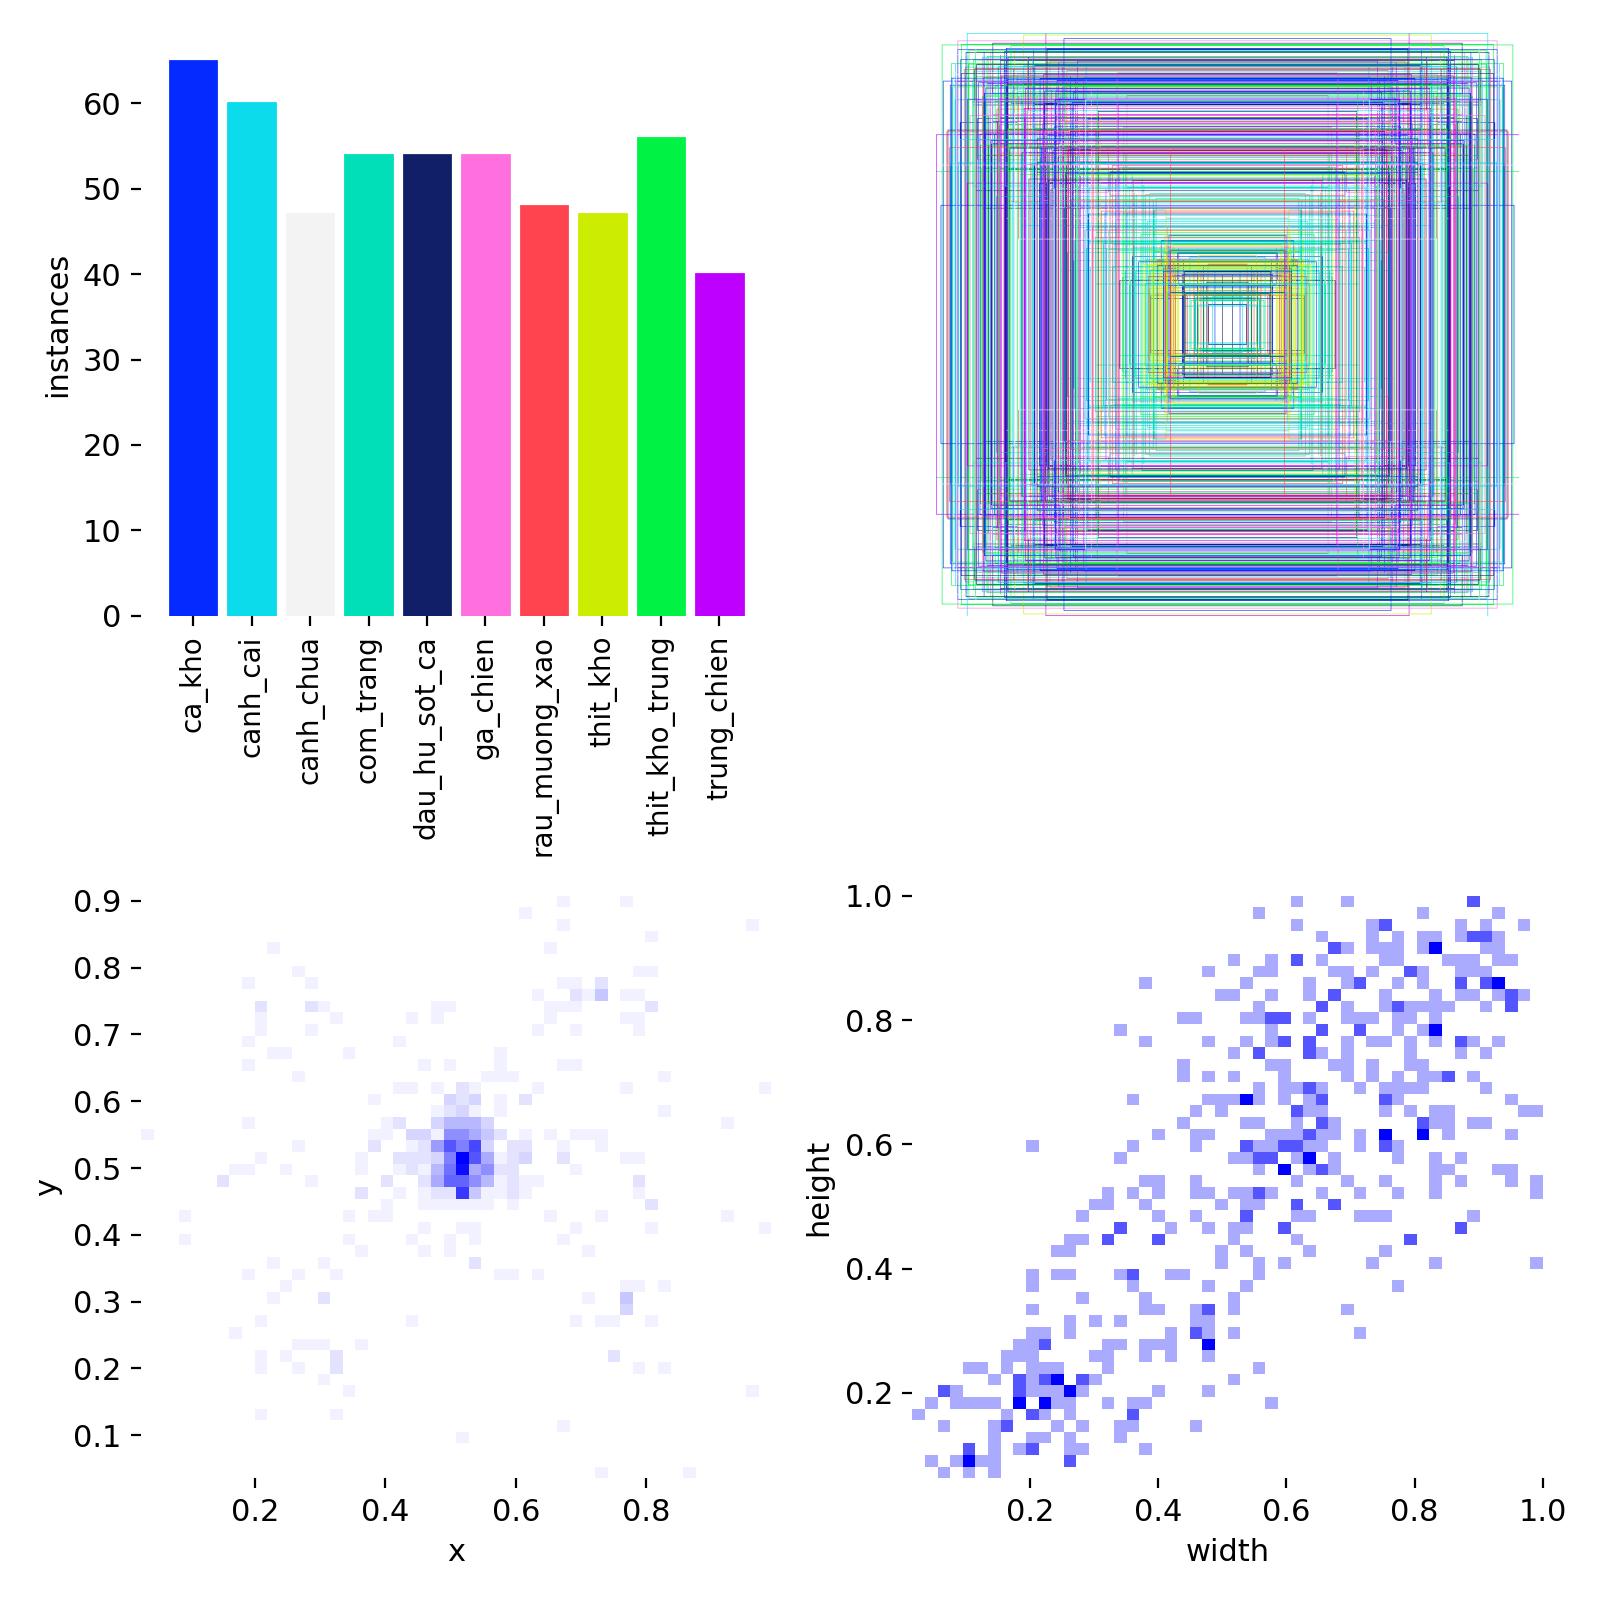 instances
60
50
40
30
20
10
0
ca_kho
canh_cai
canh_chua
com_trang
dau_hu_sot_ca
ga_chien
rau_muong_xao
thit_kho
thit_kho_trung
trung_chien
y
0.9
0.8
0.7
0.6
0.5
0.4
0.3
0.2
0.1
0.2 0.4 0.6 0.8
x
height
1.0
0.8
0.6
0.4
0.2
0.2 0.4 0.6 0.8 1.0
width